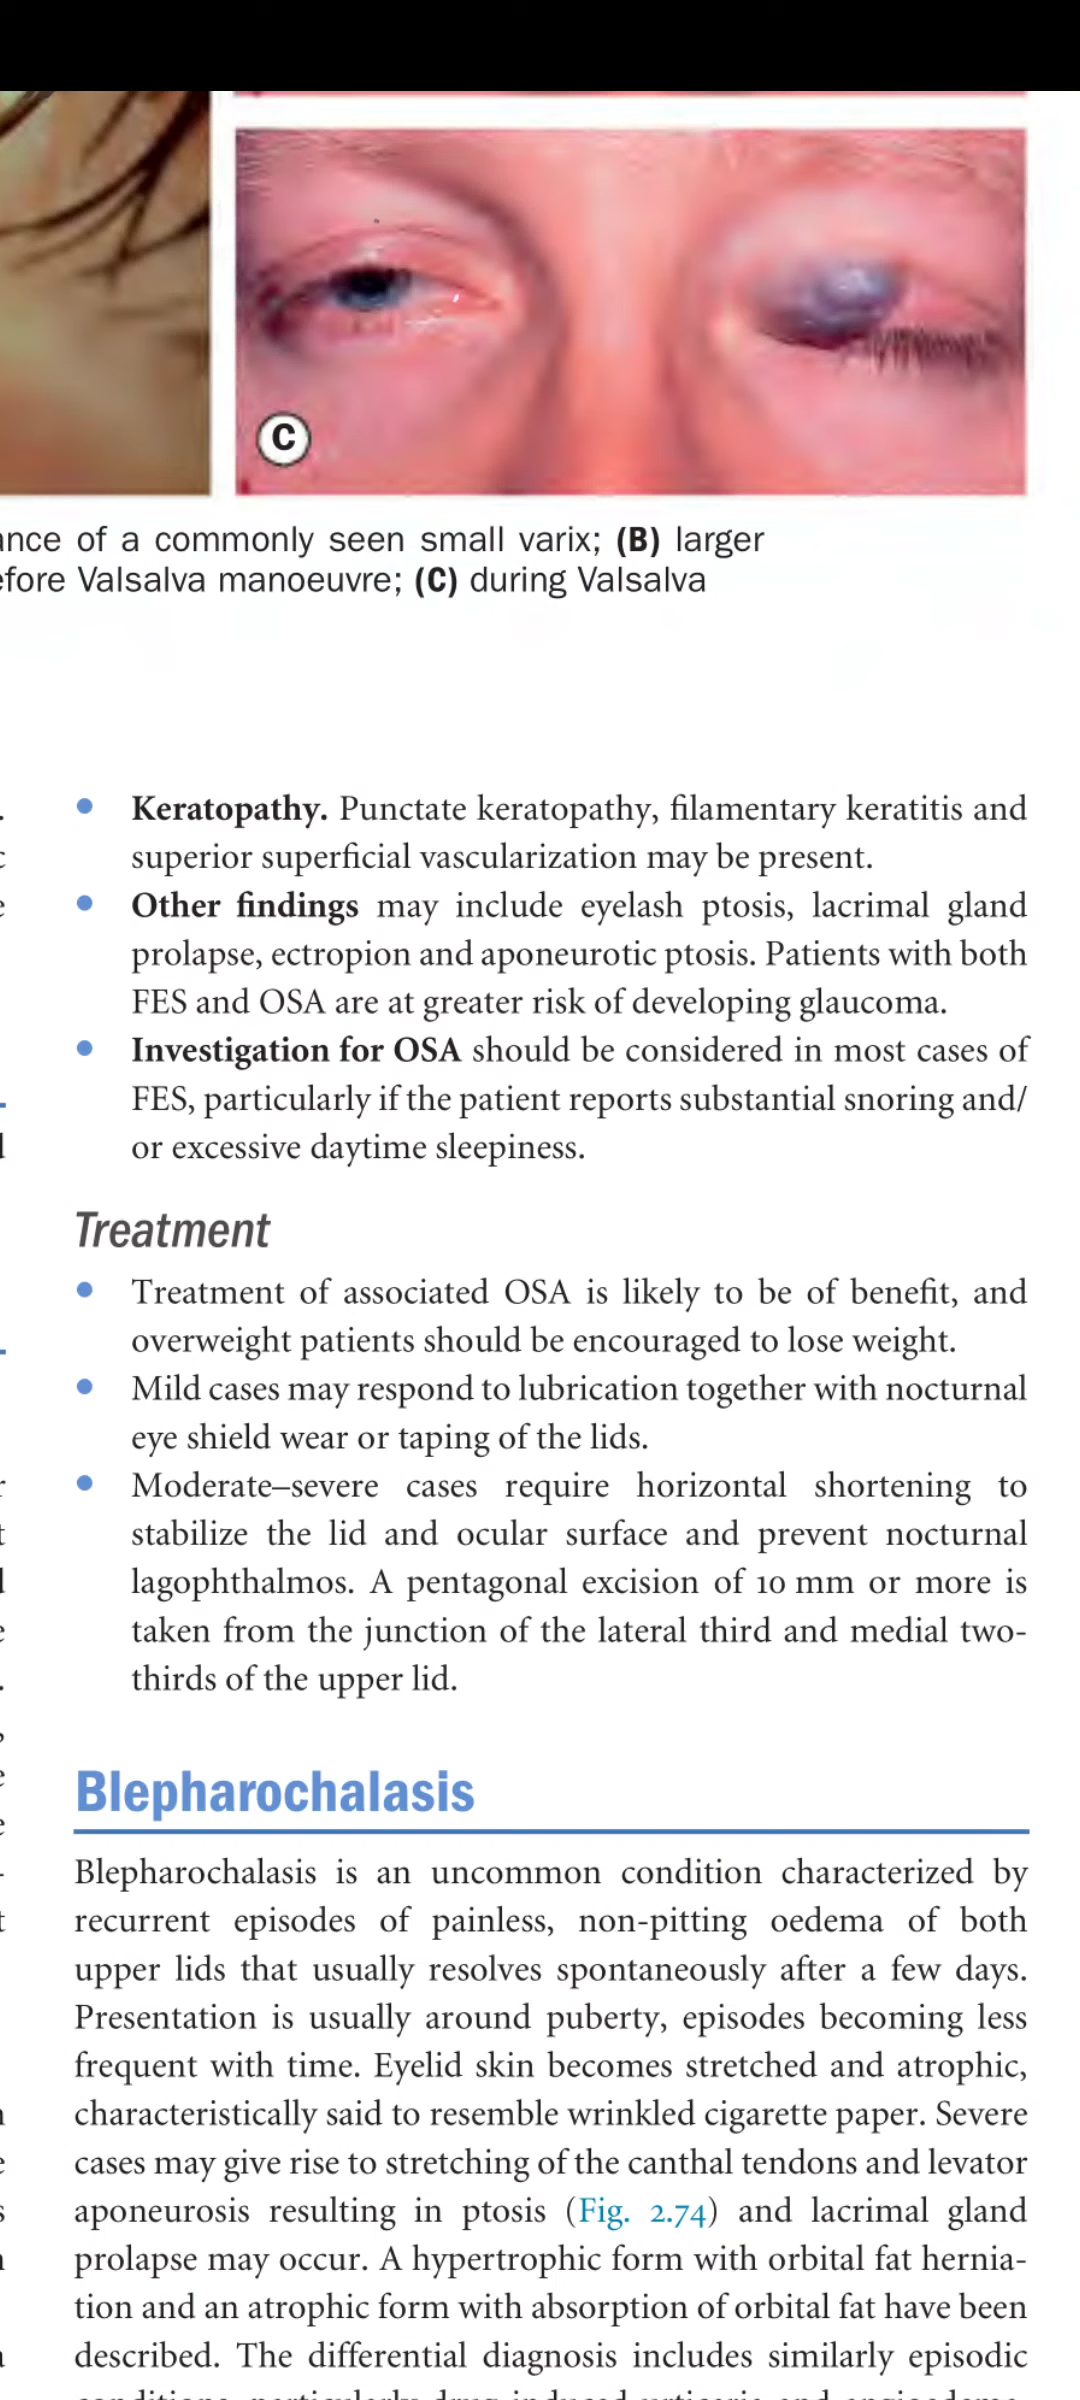 C
ance of a commonly seen small varix; (B) larger
efore Valsalva manoeuvre; (C) during Valsalva
• Keratopathy. Punctate keratopathy, filamentary keratitis and
superior superficial vascularization may be present.
• Other findings may include eyelash ptosis, lacrimal gland
prolapse, ectropion and aponeurotic ptosis. Patients with both
FES and OSA are at greater risk of developing glaucoma.
• Investigation for OSA should be considered in most cases of
FES, particularly if the patient reports substantial snoring and/
or excessive daytime sleepiness.
Treatment
• Treatment of associated OSA is likely to be of benefit, and
overweight patients should be encouraged to lose weight.
• Mild cases may respond to lubrication together with nocturnal
eye shield wear or taping of the lids.
• Moderate–severe cases require horizontal shortening to
stabilize the lid and ocular surface and prevent nocturnal
lagophthalmos. A pentagonal excision of 10 mm or more is
taken from the junction of the lateral third and medial two-
thirds of the upper lid.
Blepharochalasis
Blepharochalasis is an uncommon condition characterized by
recurrent episodes of painless, non-pitting oedema of both
upper lids that usually resolves spontaneously after a few days.
Presentation is usually around puberty, episodes becoming less
frequent with time. Eyelid skin becomes stretched and atrophic,
characteristically said to resemble wrinkled cigarette paper. Severe
cases may give rise to stretching of the canthal tendons and levator
aponeurosis resulting in ptosis (Fig. 2.74) and lacrimal gland
prolapse may occur. A hypertrophic form with orbital fat hernia-
tion and an atrophic form with absorption of orbital fat have been
described. The differential diagnosis includes similarly episodic